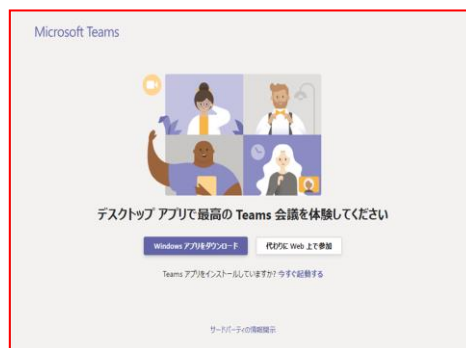 Microsoft Teams
デスクトップ アプリで最高の Teams 会議を体験してください
Windows アプリをダウンロード
代わりに Web 上で参加
Teams アプリをインストールしていますか? 今すぐ起動する
サードパーティの情報開示